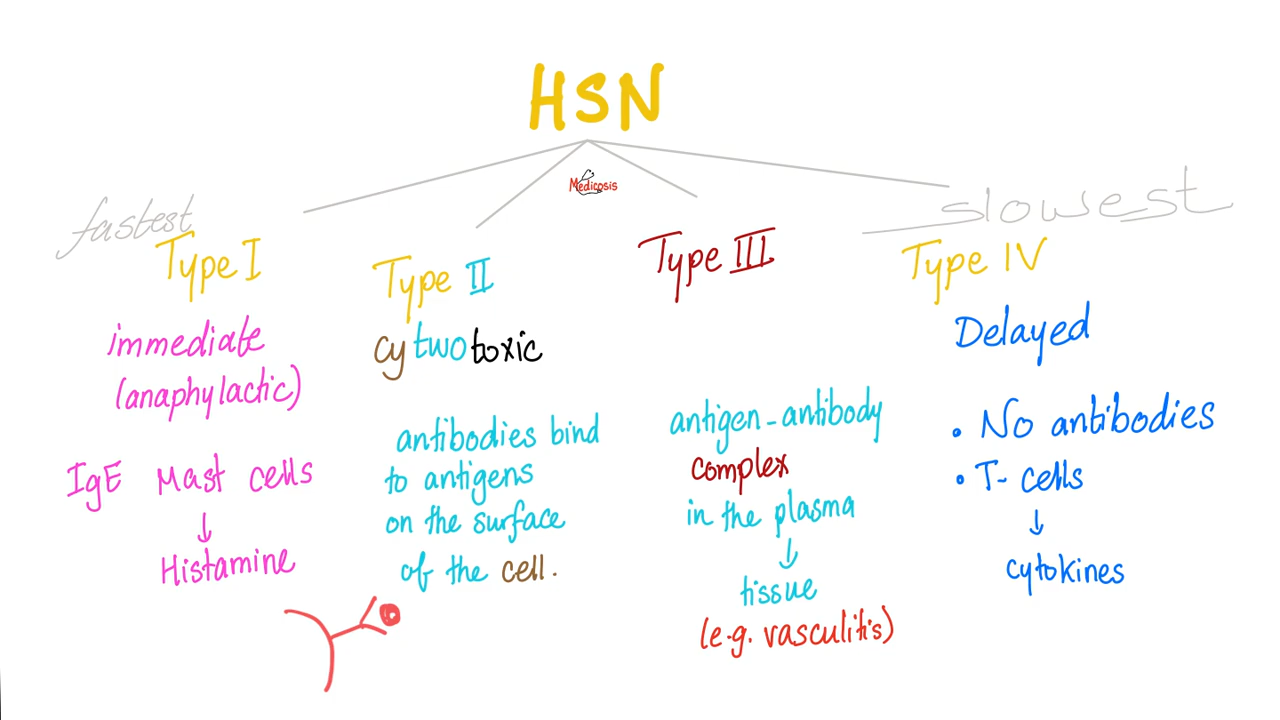 HSN
Medicosis
fastest
Type I
immediate
(anaphylactic)
IgE Mast cells
↓
Histamine
Type II
cytwotoxic
antibodies bind
to antigens
on the surface
of the cell.
Type III
antigen-antibody
complex
in the plasma
↓
tissue
(e.g. vasculitis)
slowest
Type IV
Delayed
• No antibodies
• T-cells
↓
cytokines